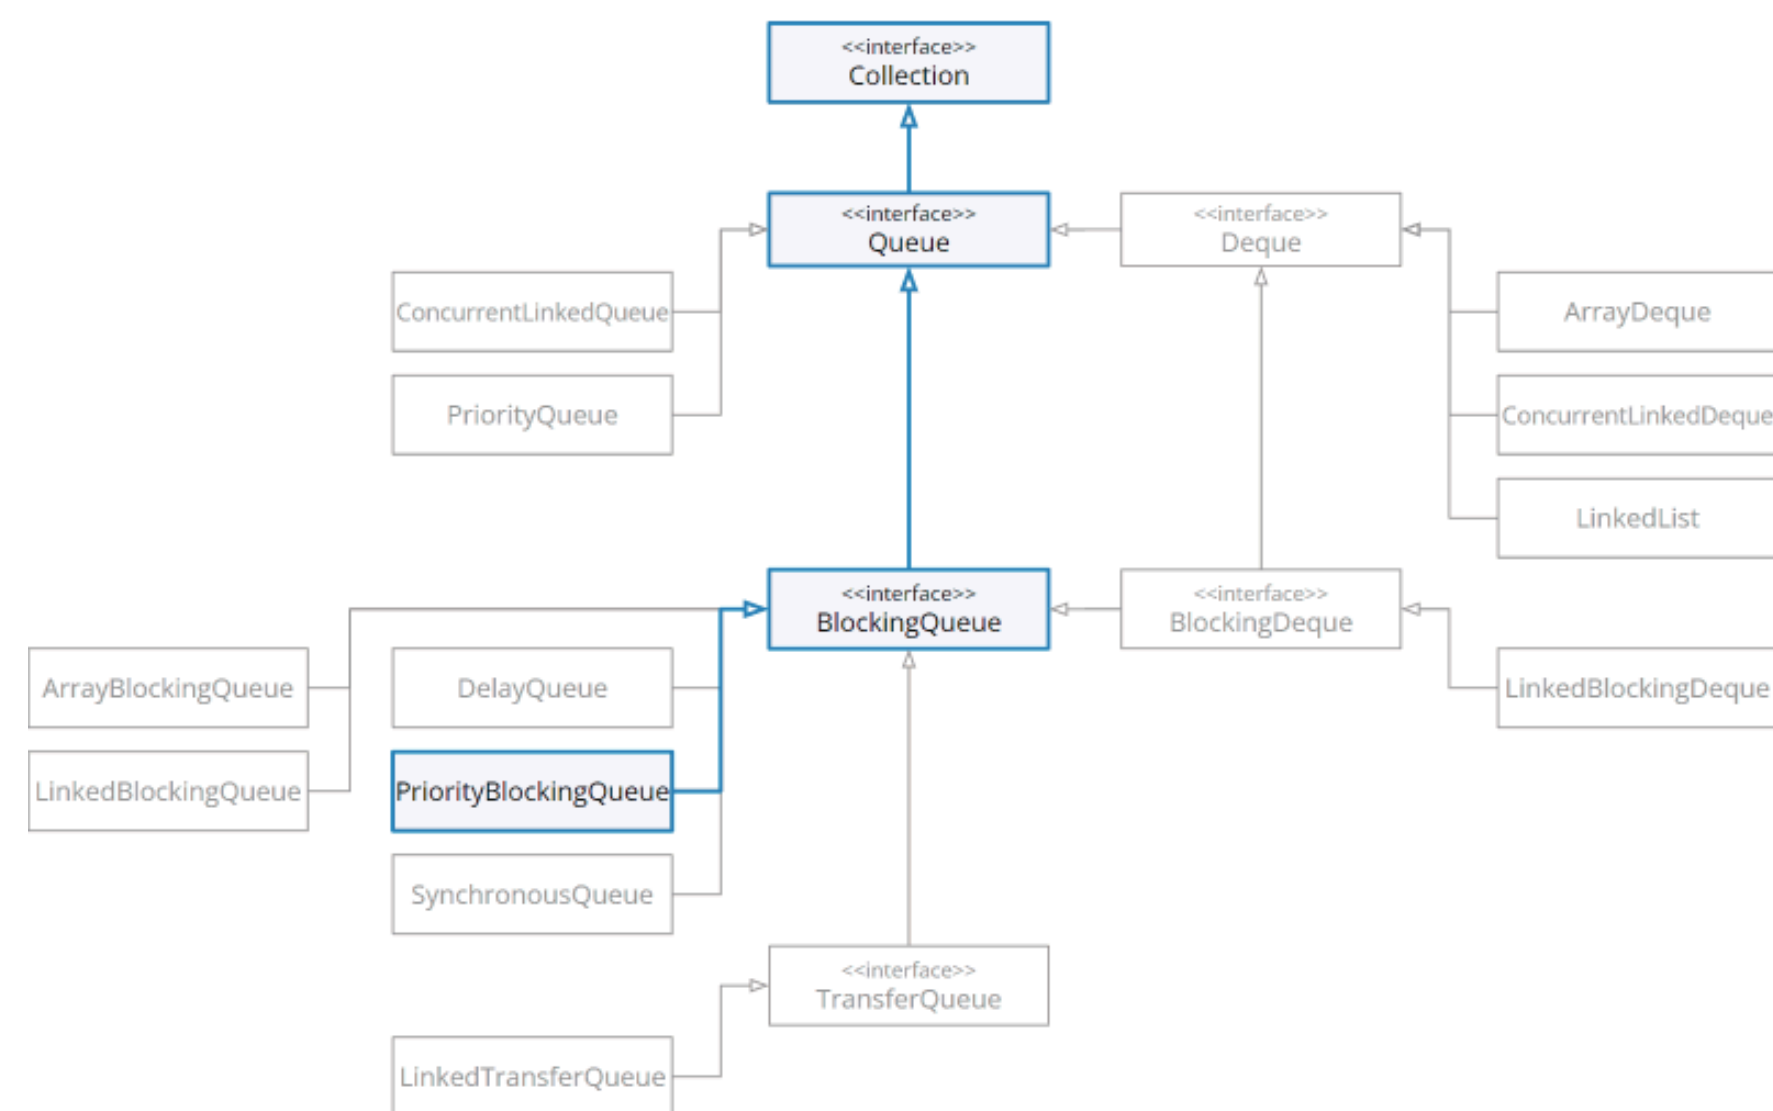 <<interface>>
Collection
<<interface>>
Queue
<<interface>>
Deque
ConcurrentLinkedQueue
ArrayDeque
PriorityQueue
ConcurrentLinkedDeque
LinkedList
<<interface>>
BlockingQueue
<<interface>>
BlockingDeque
ArrayBlockingQueue
DelayQueue
LinkedBlockingDeque
LinkedBlockingQueue
PriorityBlockingQueue
SynchronousQueue
<<interface>>
TransferQueue
LinkedTransferQueue